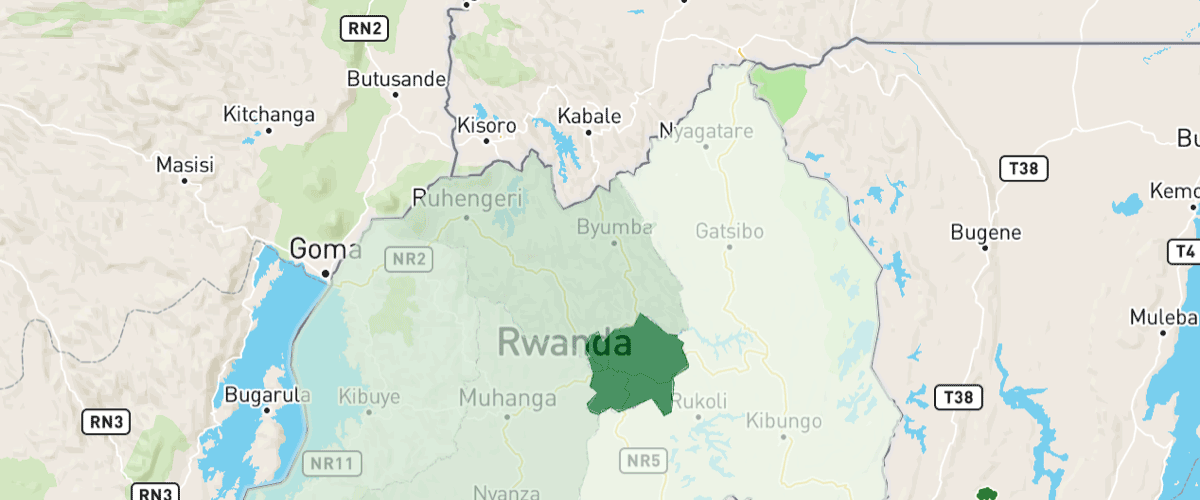 RN2
Butusande
Kitchanga
Kisoro
Kabale
Nyagatare
Masisi
T38
Ruhengeri
Kemo
Byumba
Gatsibo
Bugene
Goma
NR2
T4
Rwanda
Muleba
Bugarula
Kibuye
Muhanga
Rukoli
T38
RN3
Kibungo
NR11
NR5
RN3
Nyanza